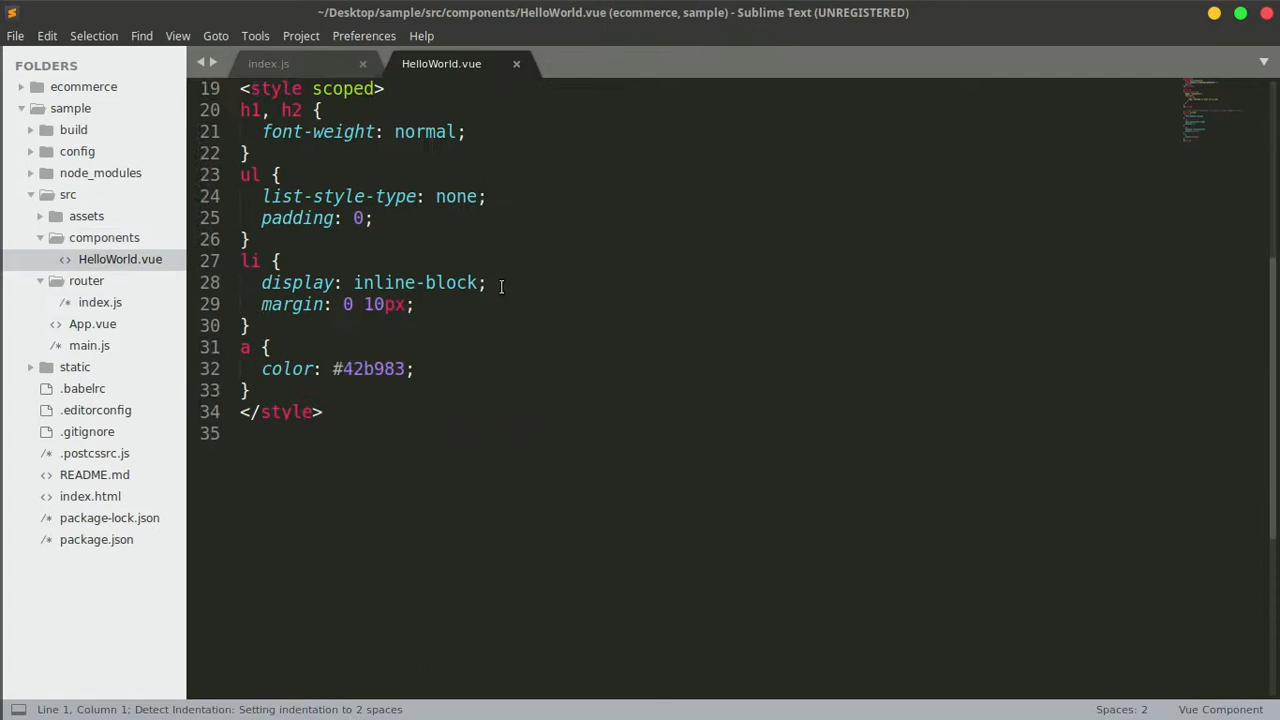 ~/Desktop/sample/src/components/HelloWorld.vue (ecommerce, sample) - Sublime Text (UNREGISTERED)
File Edit Selection View Find Tools Project Preferences Help Goto
FOLDERS
ecommerce
sample
build
config
node_modules
src
assets
components
<> HelloWorld.vue
router
/* index.js
<> App.vue
/* main.js
static
.babelrc
.editorconfig
.gitignore
/* .postcssrc.js
<> README.md
<> index.html
/* package-lock.json
/* package.json
index.js ×
HelloWorld.vue ×
19 <style scoped>
20 h1, h2 {
21 font-weight: normal;
22 }
23 ul {
24 list-style-type: none;
25 padding: 0;
26 }
27 li {
28 display: inline-block;
29 margin: 0 10px;
30 }
31 a {
32 color: #42b983;
33 }
34 </style>
35
Line 1, Column 1; Detect Indentation: Setting indentation to 2 spaces
Spaces: 2
Vue Component